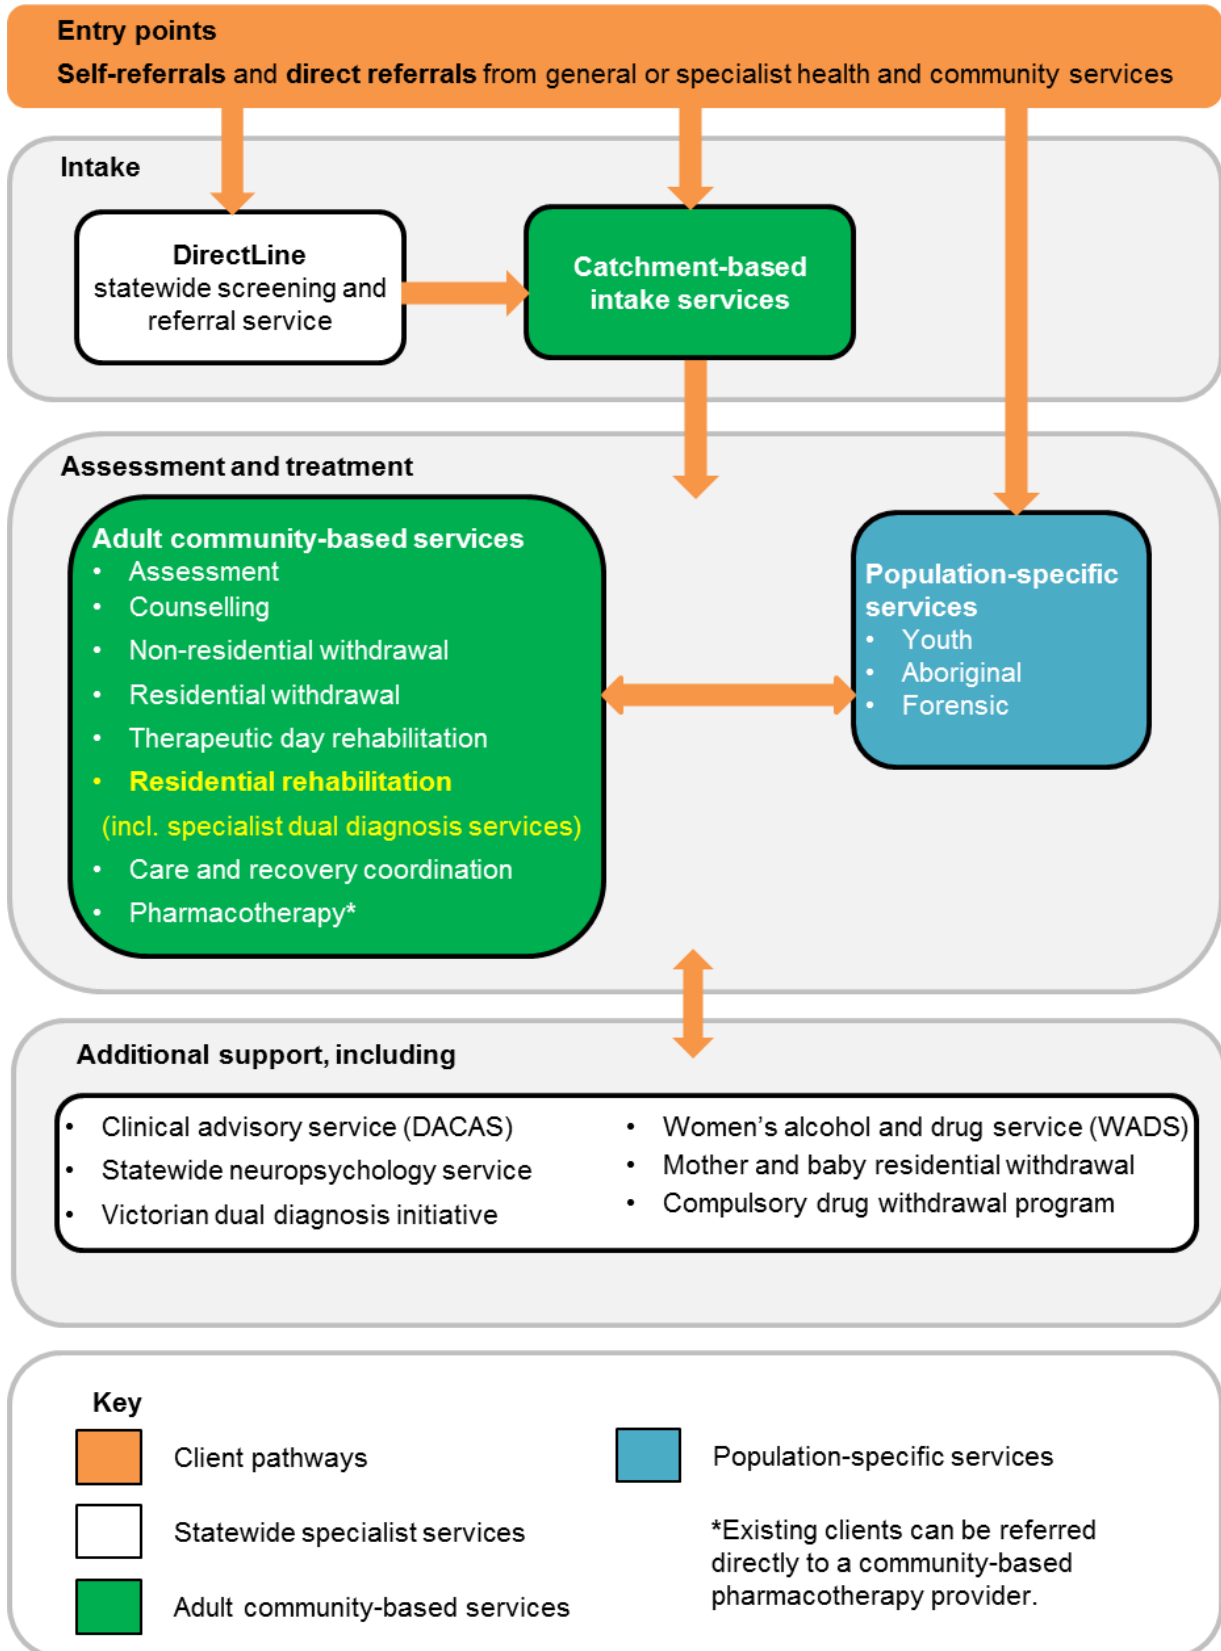 Entry points
Self-referrals and direct referrals from general or specialist health and community services
Intake
DirectLine
statewide screening and
referral service
Catchment-based
intake services
Assessment and treatment
Adult community-based services
• Assessment
• Counselling
• Non-residential withdrawal
• Residential withdrawal
• Therapeutic day rehabilitation
• Residential rehabilitation
(incl. specialist dual diagnosis services)
• Care and recovery coordination
• Pharmacotherapy*
Population-specific
services
• Youth
• Aboriginal
• Forensic
Additional support, including
• Clinical advisory service (DACAS)
• Statewide neuropsychology service
• Victorian dual diagnosis initiative
• Women’s alcohol and drug service (WADS)
• Mother and baby residential withdrawal
• Compulsory drug withdrawal program
Key
Client pathways
Statewide specialist services
Adult community-based services
Population-specific services
*Existing clients can be referred
directly to a community-based
pharmacotherapy provider.